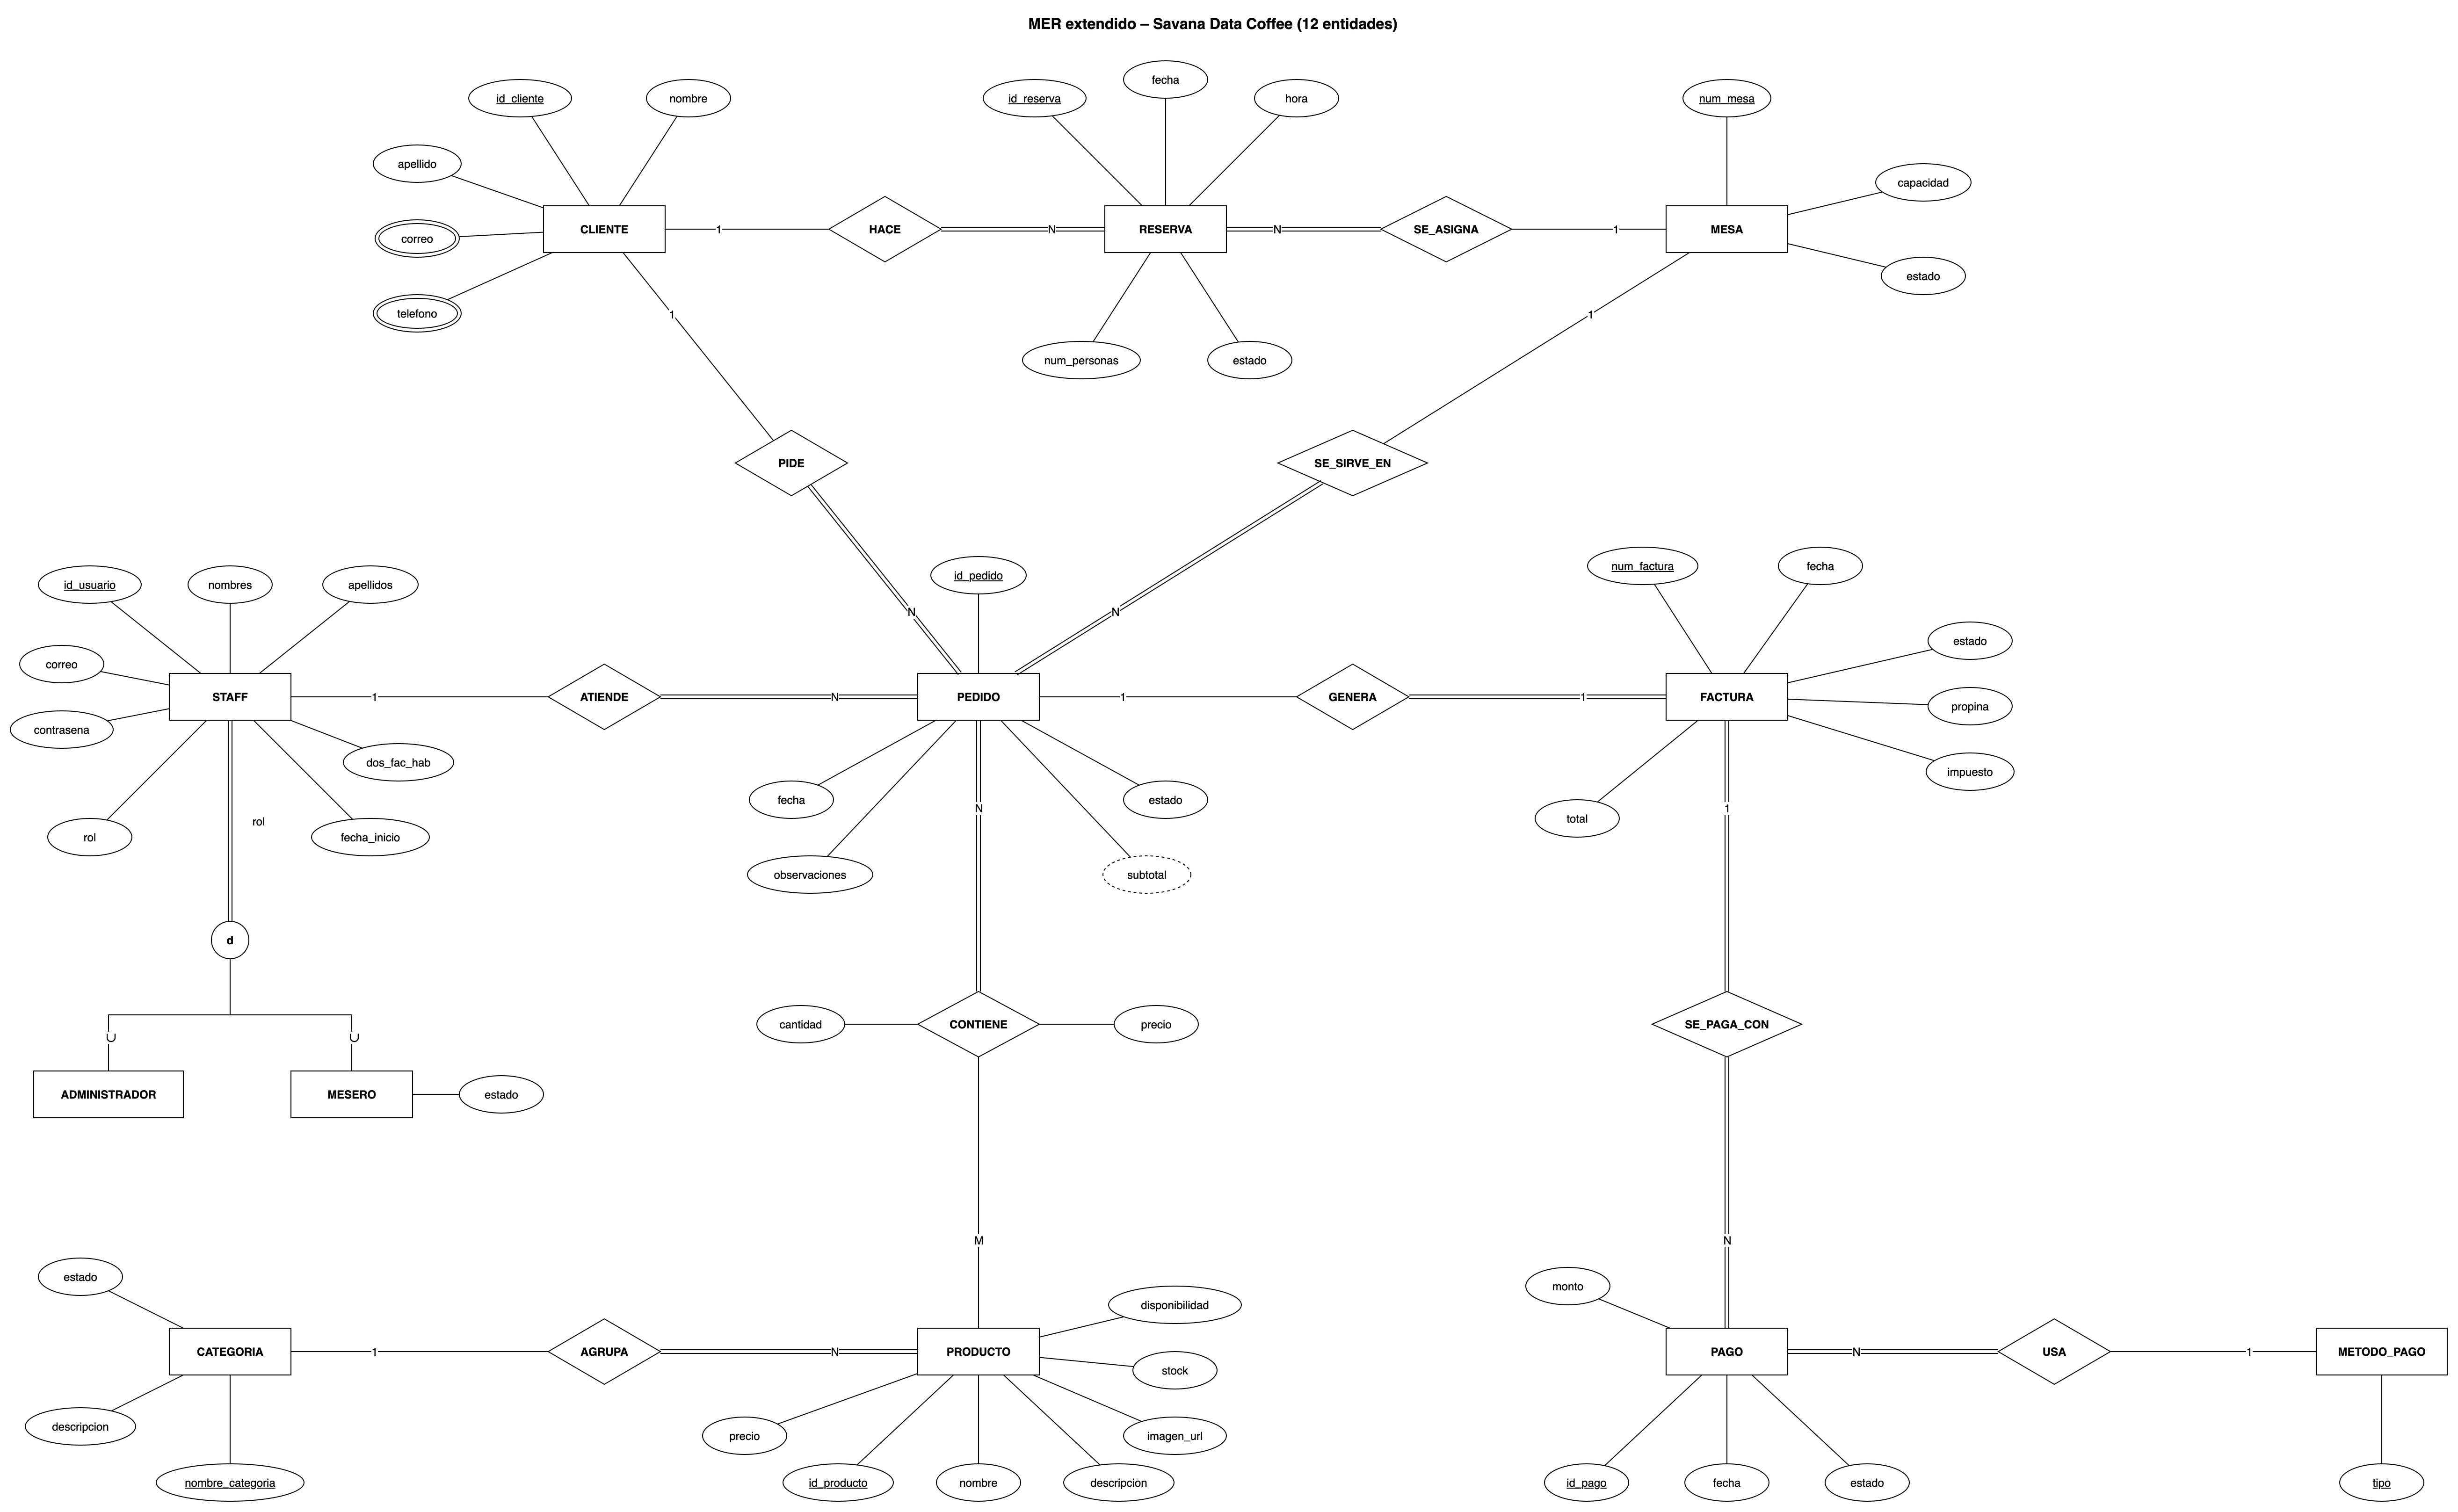 MER extendido – Savana Data Coffee (12 entidades)
id_cliente
nombre
apellido
correo
telefono
CLIENTE
1
HACE
N
id_reserva
fecha
hora
RESERVA
num_personas
estado
N
SE_ASIGNA
1
num_mesa
capacidad
estado
MESA
1
PIDE
N
1
SE_SIRVE_EN
N
id_usuario
nombres
apellidos
correo
contrasena
STAFF
dos_fac_hab
rol
rol
fecha_inicio
1
ATIENDE
N
id_pedido
PEDIDO
fecha
observaciones
subtotal
estado
1
GENERA
1
num_factura
fecha
estado
propina
impuesto
total
FACTURA
d
ADMINISTRADOR
MESERO
estado
N
cantidad
CONTIENE
precio
M
1
SE_PAGA_CON
N
estado
CATEGORIA
descripcion
nombre_categoria
1
AGRUPA
N
PRODUCTO
disponibilidad
stock
imagen_url
precio
id_producto
nombre
descripcion
monto
PAGO
id_pago
fecha
estado
N
USA
1
METODO_PAGO
tipo